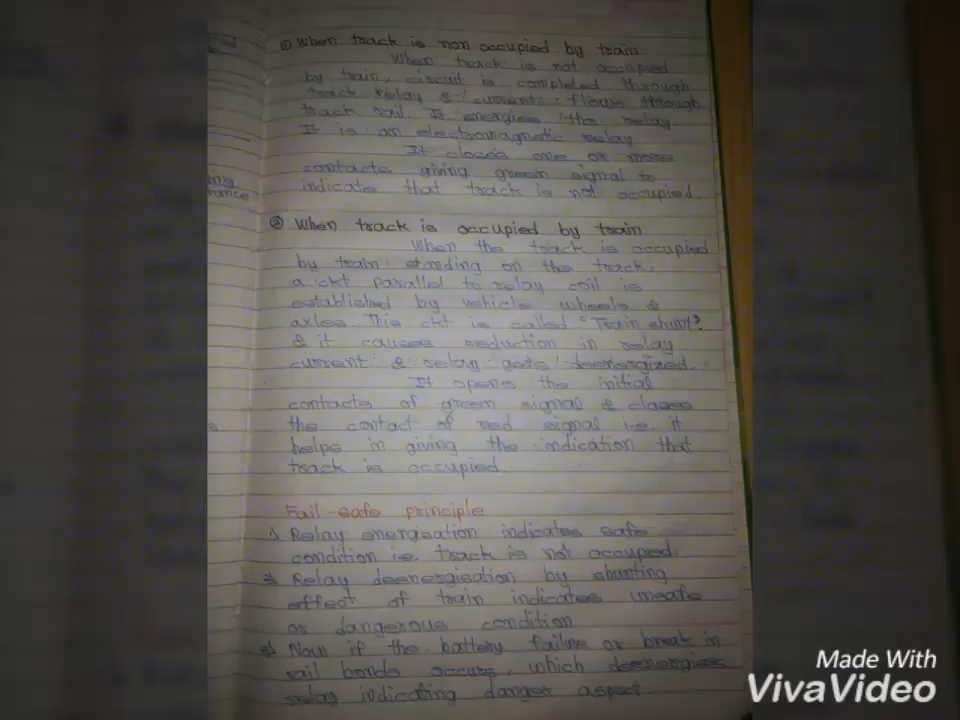 ① When track is non occupied by train
When track is not occupied
by train, circuit is completed through
track relay & current flows through
track rail. It energies the relay
It is an electromagnetic relay
It closes one or more
contacts giving green signal to
indicate that track is not occupied
② When track is occupied by train
When the track is occupied
by train standing on the track,
a ckt parallel to relay coil is
established by vehicle wheels &
axles. This ckt is called "Train shunt"
& it causes reduction in relay
current & relay gets deenergized.
It opens the initial
contacts of green signal & closes
the contact of red signal i.e. it
helps in giving the indication that
track is occupied.
Fail-safe principle
1) Relay energisation indicates safe
condition i.e. track is not occupied.
2) Relay deenergisation by shunting
effect of train indicates unsafe
or dangerous condition
3) Now if the battery failure or break in
rail bonds occurs, which deenergises
relay indicating danger aspect
Made With
VivaVideo